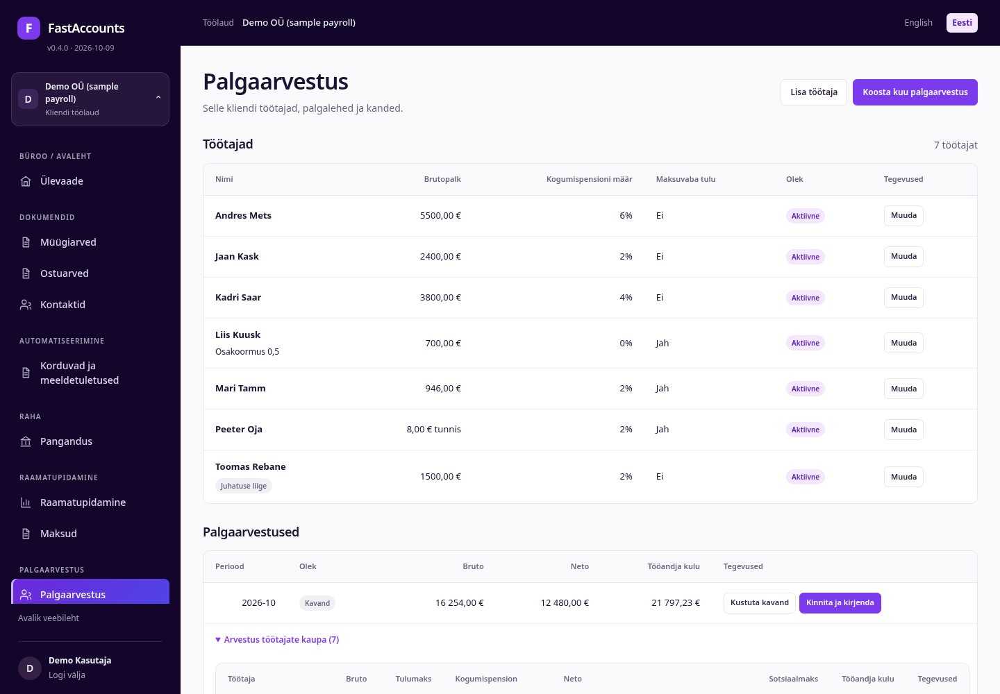 F FastAccounts
v0.4.0 · 2026-10-09
D Demo OÜ (sample
payroll)
Kliendi töölaud
BÜROO / AVALEHT
Ülevaade
DOKUMENDID
Müügiarved
Ostuarved
Kontaktid
AUTOMATISEERIMINE
Korduvad ja
meeldetuletused
RAHA
Pangandus
RAAMATUPIDAMINE
Raamatupidamine
Maksud
PALGAARVESTUS
Palgaarvestus
Avalik veebileht
D Demo Kasutaja
Logi välja
Töölaud Demo OÜ (sample payroll) English Eesti
Palgaarvestus
Selle kliendi töötajad, palgalehed ja kanded.
Lisa töötaja Koosta kuu palgaarvestus
Töötajad 7 töötajat
Nimi Brutopalk Kogumispensioni määr Maksuvaba tulu Olek Tegevused
Andres Mets 5500,00 € 6% Ei Aktiivne Muuda
Jaan Kask 2400,00 € 2% Ei Aktiivne Muuda
Kadri Saar 3800,00 € 4% Ei Aktiivne Muuda
Liis Kuusk 700,00 € 0% Jah Aktiivne Muuda
Osakoormus 0,5
Mari Tamm 946,00 € 2% Jah Aktiivne Muuda
Peeter Oja 8,00 € tunnis 2% Jah Aktiivne Muuda
Toomas Rebane 1500,00 € 2% Ei Aktiivne Muuda
Juhatuse liige
Palgaarvestused
Periood Olek Bruto Neto Tööandja kulu Tegevused
2026-10 Kavand 16 254,00 € 12 480,00 € 21 797,23 € Kustuta kavand Kinnita ja kirjenda
▼ Arvestus töötajate kaupa (7)
Töötaja Bruto Tulumaks Kogumispension Neto Sotsiaalmaks Tööandja kulu Tegevused